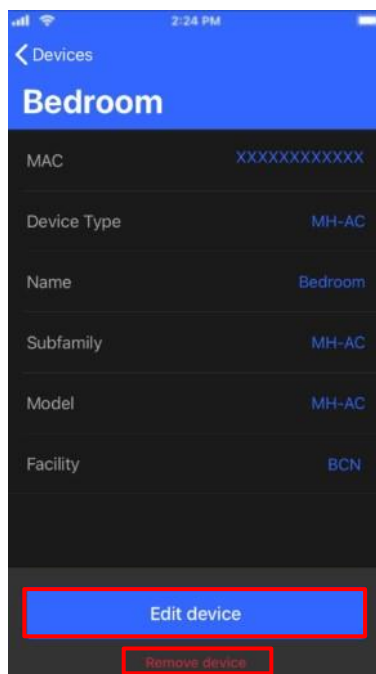 2:24 PM
Devices
Bedroom
MAC XXXXXXXXXXXX
Device Type MH-AC
Name Bedroom
Subfamily MH-AC
Model MH-AC
Facility BCN
Edit device
Remove device